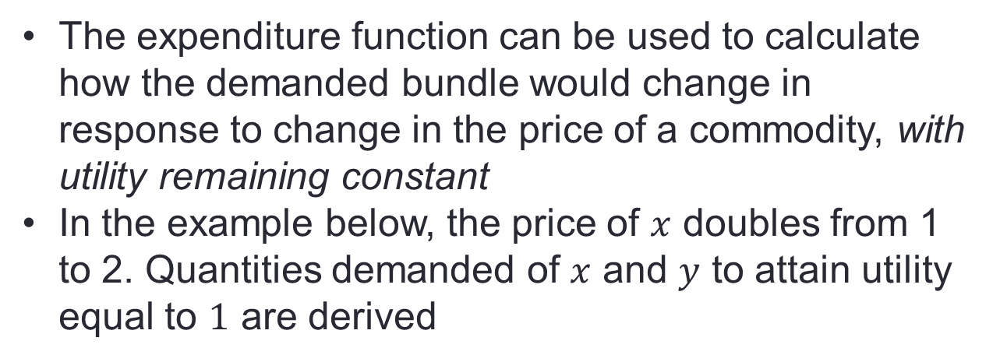 • The expenditure function can be used to calculate
how the demanded bundle would change in
response to change in the price of a commodity, with
utility remaining constant
• In the example below, the price of x doubles from 1
to 2. Quantities demanded of x and y to attain utility
equal to 1 are derived